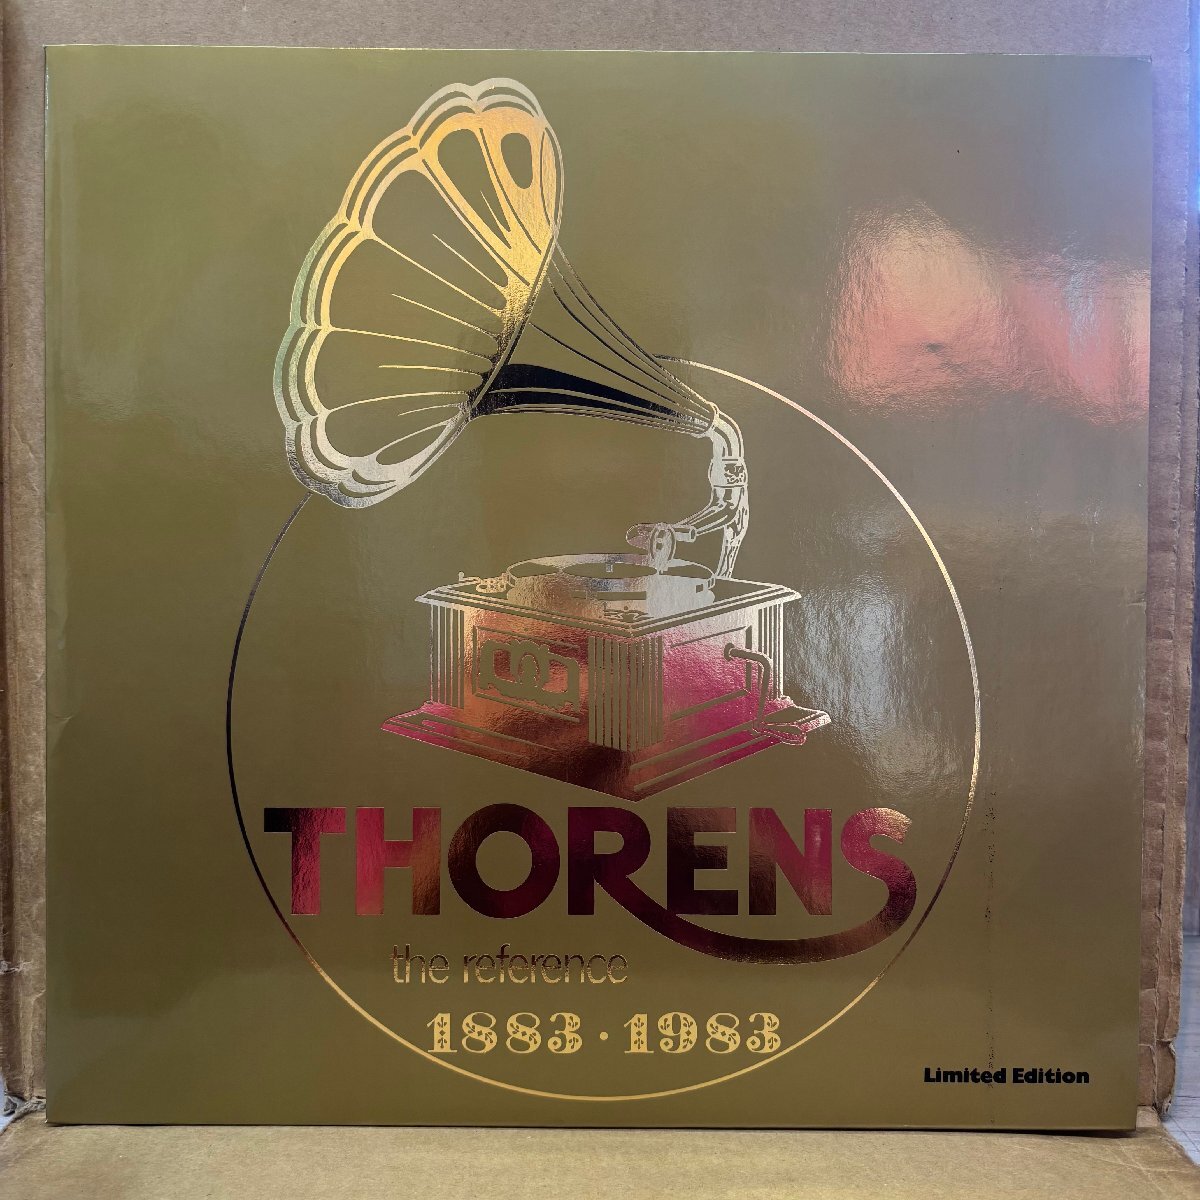 THORENS
the reference
1883 · 1983
Limited Edition